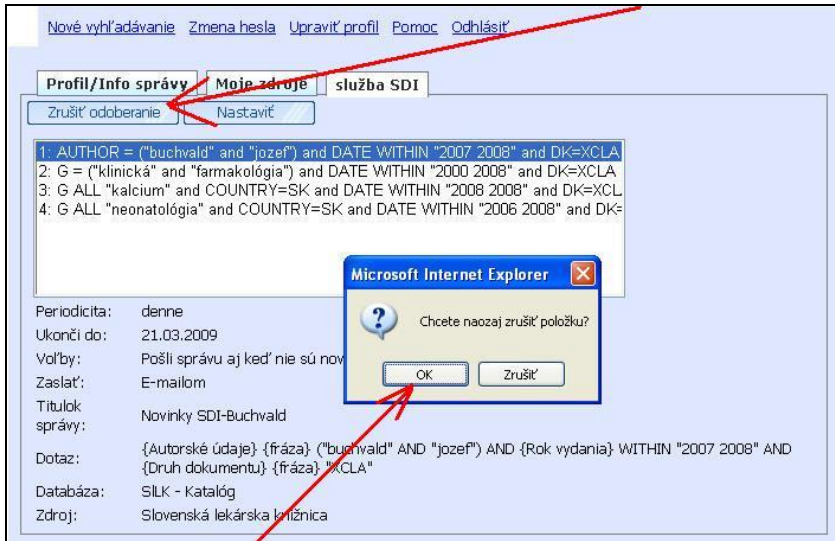 Nové vyhľadávanie Zmena hesla Upraviť profil Pomoc Odhlásiť
Profil/Info správy Moje zdroje služba SDI
Zrušiť odoberanie Nastaviť
1: AUTHOR = ("buchvald" and "jozef") and DATE WITHIN "2007 2008" and DK=XCLA
2: G = ("klinická" and "farmakológia") and DATE WITHIN "2000 2008" and DK=XCLA
3: G ALL "kalcium" and COUNTRY=SK and DATE WITHIN "2008 2008" and DK=XCL
4: G ALL "neonatológia" and COUNTRY=SK and DATE WITHIN "2006 2008" and DK=
Microsoft Internet Explorer
Chcete naozaj zrušiť položku?
OK Zrušiť
Periodicita: denne
Ukonči do: 21.03.2009
Voľby: Pošli správu aj keď nie sú nov
Zaslať: E-mailom
Titulok
správy: Novinky SDI-Buchvald
Dotaz: {Autorské údaje} {fráza} ("buchvald" AND "jozef") AND {Rok vydania} WITHIN "2007 2008" AND
{Druh dokumentu} {fráza} "XCLA"
Databáza: SlLK - Katalóg
Zdroj: Slovenská lekárska knižnica